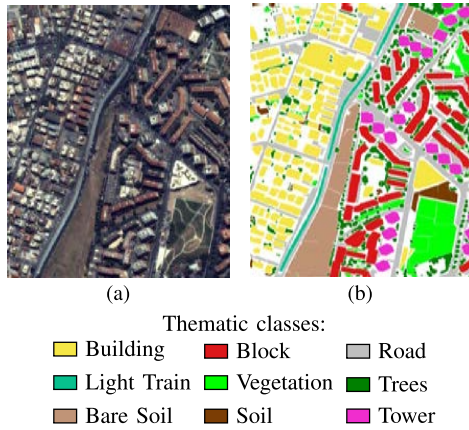 (a) (b)
Thematic classes:
Building Block Road
Light Train Vegetation Trees
Bare Soil Soil Tower